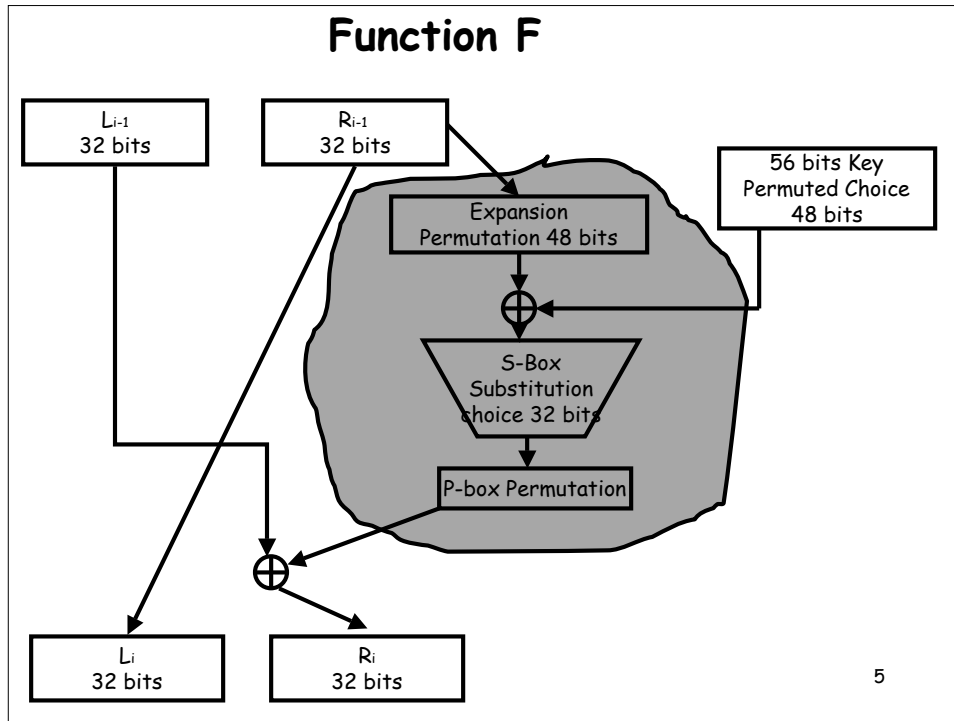 Function F
Li-1
32 bits
Ri-1
32 bits
56 bits Key
Permuted Choice
48 bits
Expansion
Permutation 48 bits
S-Box
Substitution
choice 32 bits
P-box Permutation
Li
32 bits
Ri
32 bits
5